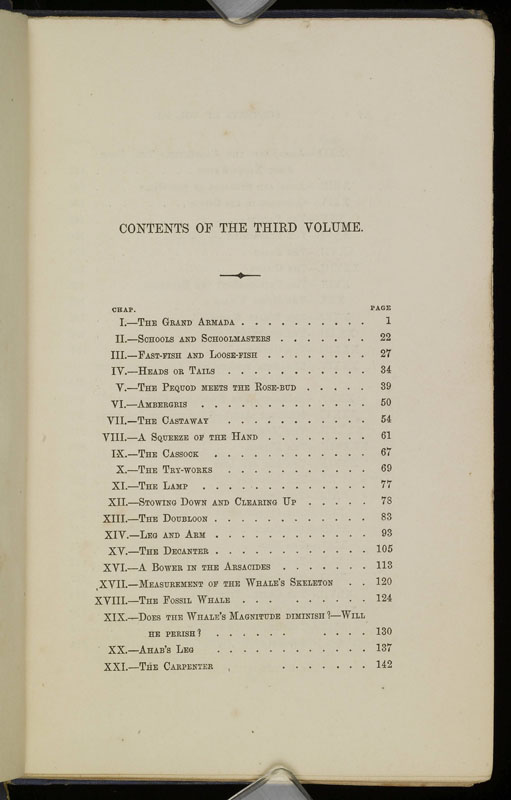 CONTENTS OF THE THIRD VOLUME.
CHAP. PAGE
I.—The Grand Armada . . . . . . . . . . 1
II.—Schools and Schoolmasters . . . . . . . 22
III.—Fast-fish and Loose-fish . . . . . . . . 27
IV.—Heads or Tails . . . . . . . . . . . 34
V.—The Pequod meets the Rose-bud . . . . . 39
VI.—Ambergris . . . . . . . . . . . . . 50
VII.—The Castaway . . . . . . . . . . . 54
VIII.—A Squeeze of the Hand . . . . . . . . 61
IX.—The Cassock . . . . . . . . . . . . 67
X.—The Try-works . . . . . . . . . . . 69
XI.—The Lamp . . . . . . . . . . . . . 77
XII.—Stowing Down and Clearing Up . . . . . 78
XIII.—The Doubloon . . . . . . . . . . . . 83
XIV.—Leg and Arm . . . . . . . . . . . . 93
XV.—The Decanter . . . . . . . . . . . . 105
XVI.—A Bower in the Arsacides . . . . . . . 113
XVII.—Measurement of the Whale's Skeleton . . 120
XVIII.—The Fossil Whale . . . . . . . . . 124
XIX.—Does the Whale's Magnitude diminish?—Will
he perish? . . . . . . . . . . 130
XX.—Ahab's Leg . . . . . . . . . . . . 137
XXI.—The Carpenter . . . . . . . 142